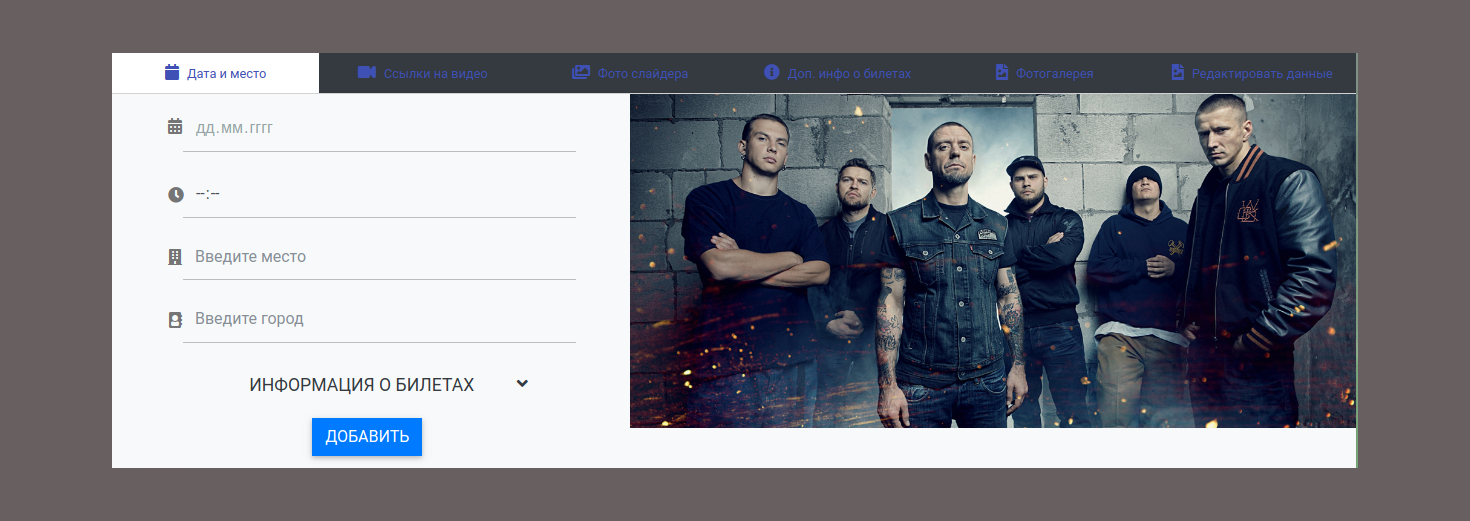 Дата и место
Ссылки на видео
Фото слайдера
Доп. инфо о билетах
Фотогалерея
Редактировать данные
дд.мм.гггг
--:--
Введите место
Введите город
ИНФОРМАЦИЯ О БИЛЕТАХ
ДОБАВИТЬ